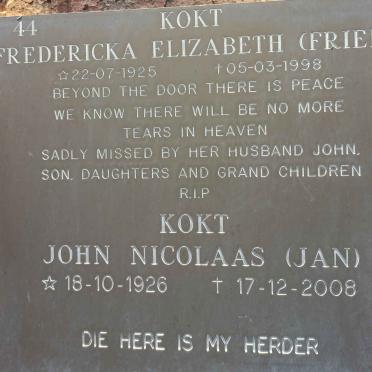 44
KOKT
FREDERICKA ELIZABETH (FRIE
☆22-07-1925 †05-03-1998
BEYOND THE DOOR THERE IS PEACE
WE KNOW THERE WILL BE NO MORE
TEARS IN HEAVEN
SADLY MISSED BY HER HUSBAND JOHN,
SON, DAUGHTERS AND GRAND CHILDREN
R.I.P
KOKT
JOHN NICOLAAS (JAN)
☆ 18-10-1926 † 17-12-2008
DIE HERE IS MY HERDER